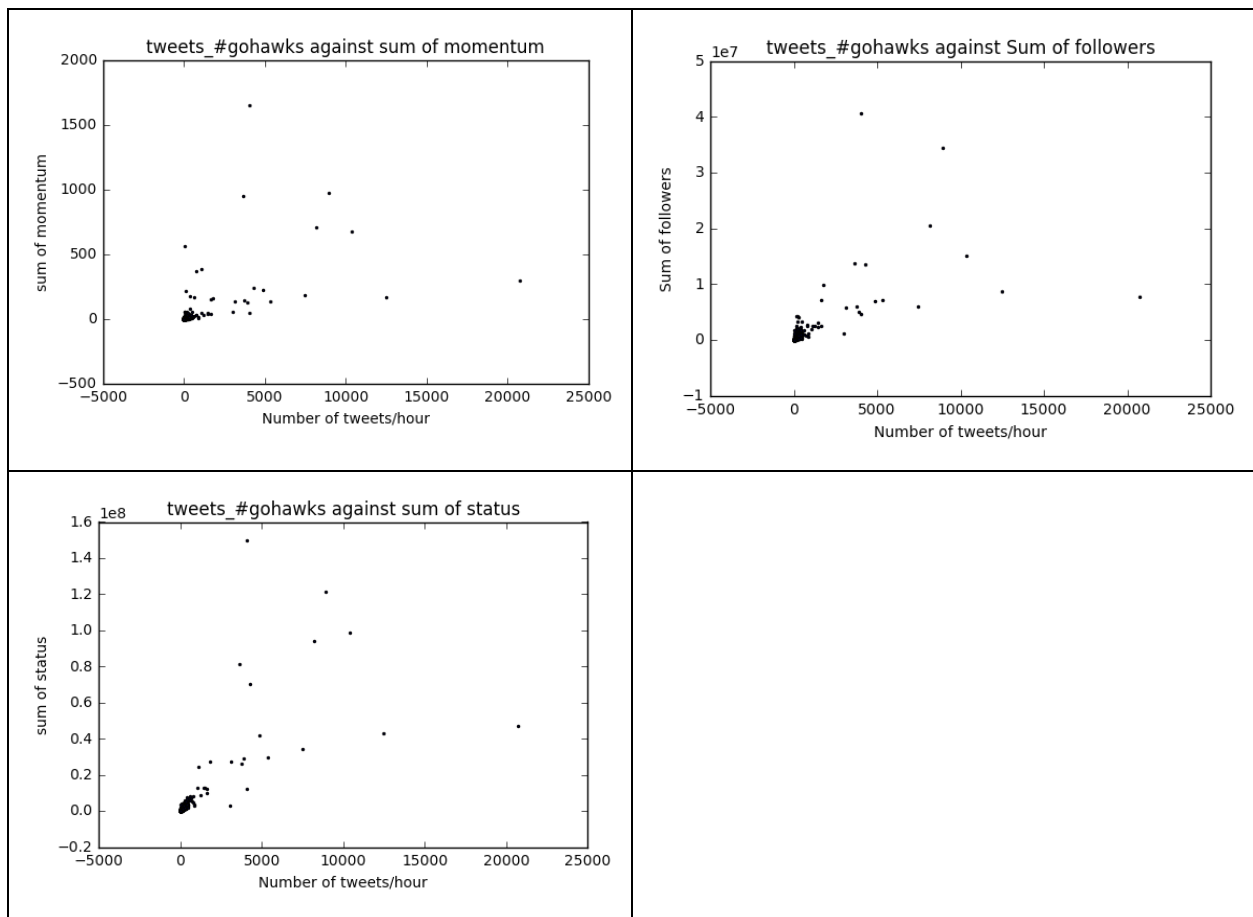 tweets_#gohawks against sum of momentum
2000
1500
1000
500
0
−500
sum of momentum
−5000 0 5000 10000 15000 20000 25000
Number of tweets/hour
tweets_#gohawks against Sum of followers
1e7
5
4
3
2
1
0
−1
Sum of followers
−5000 0 5000 10000 15000 20000 25000
Number of tweets/hour
tweets_#gohawks against sum of status
1e8
1.6
1.4
1.2
1.0
0.8
0.6
0.4
0.2
0.0
−0.2
sum of status
−5000 0 5000 10000 15000 20000 25000
Number of tweets/hour